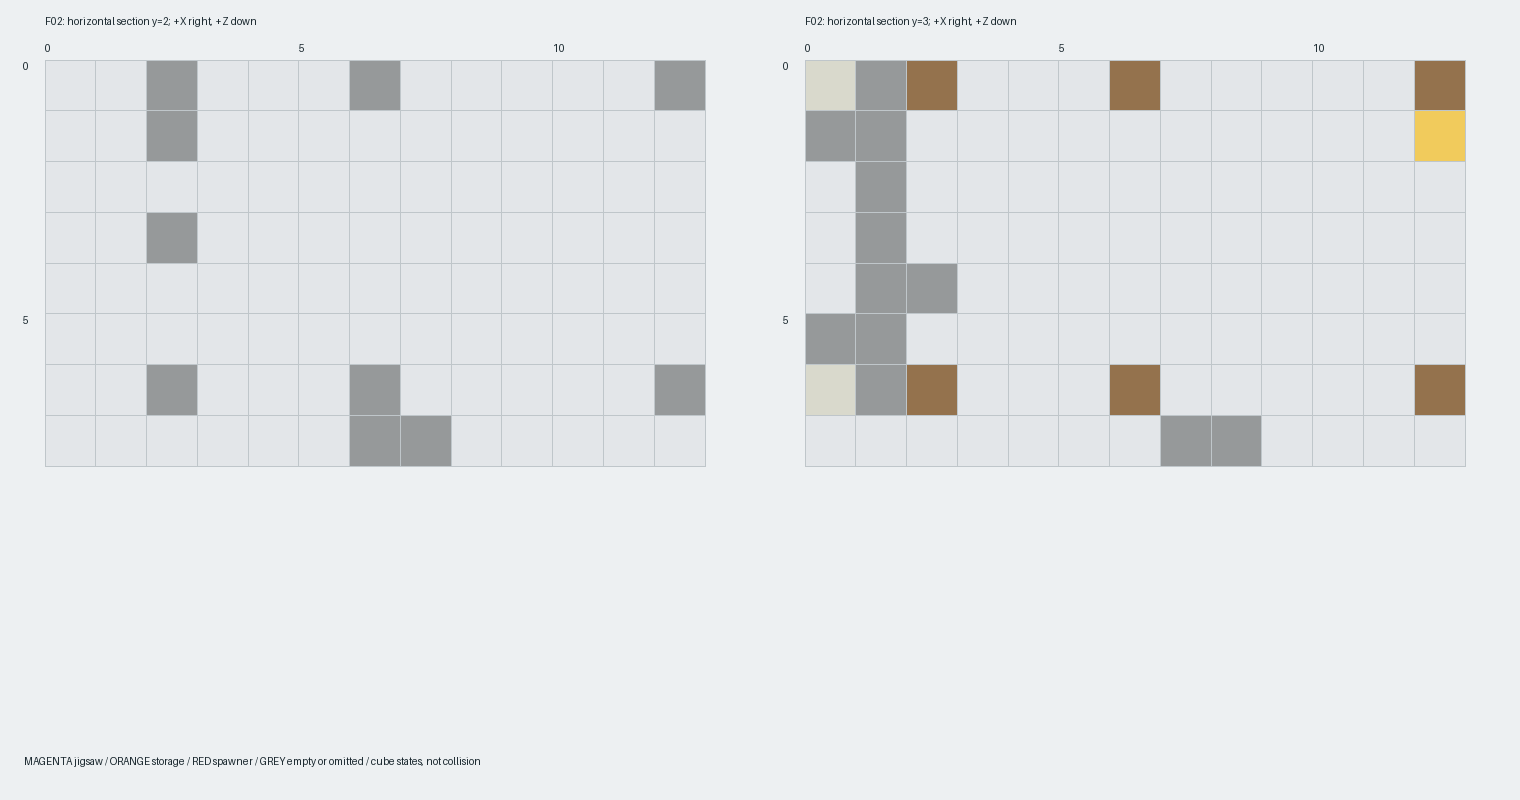 F02: horizontal section y=2; +X right, +Z down
F02: horizontal section y=3; +X right, +Z down
0 5 10
0 5 10
0
0
5
5
MAGENTA jigsaw / ORANGE storage / RED spawner / GREY empty or omitted / cube states, not collision